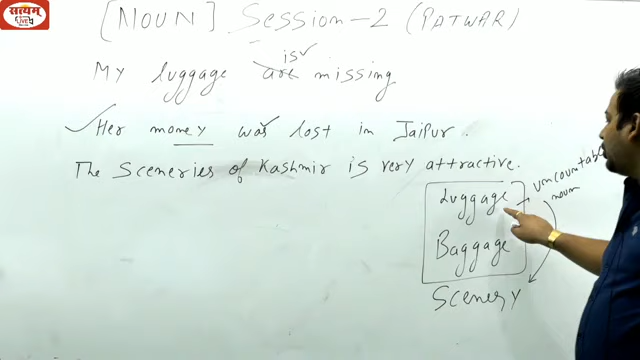 सत्यम्
LIVE
[NOUN] Session-2 (PATWAR)
is✓
My luggage are missing
✓ Her money was lost in Jaipur.
The Sceneries of Kashmir is very attractive.
Luggage
Uncountab
noun
Baggage
Scenery